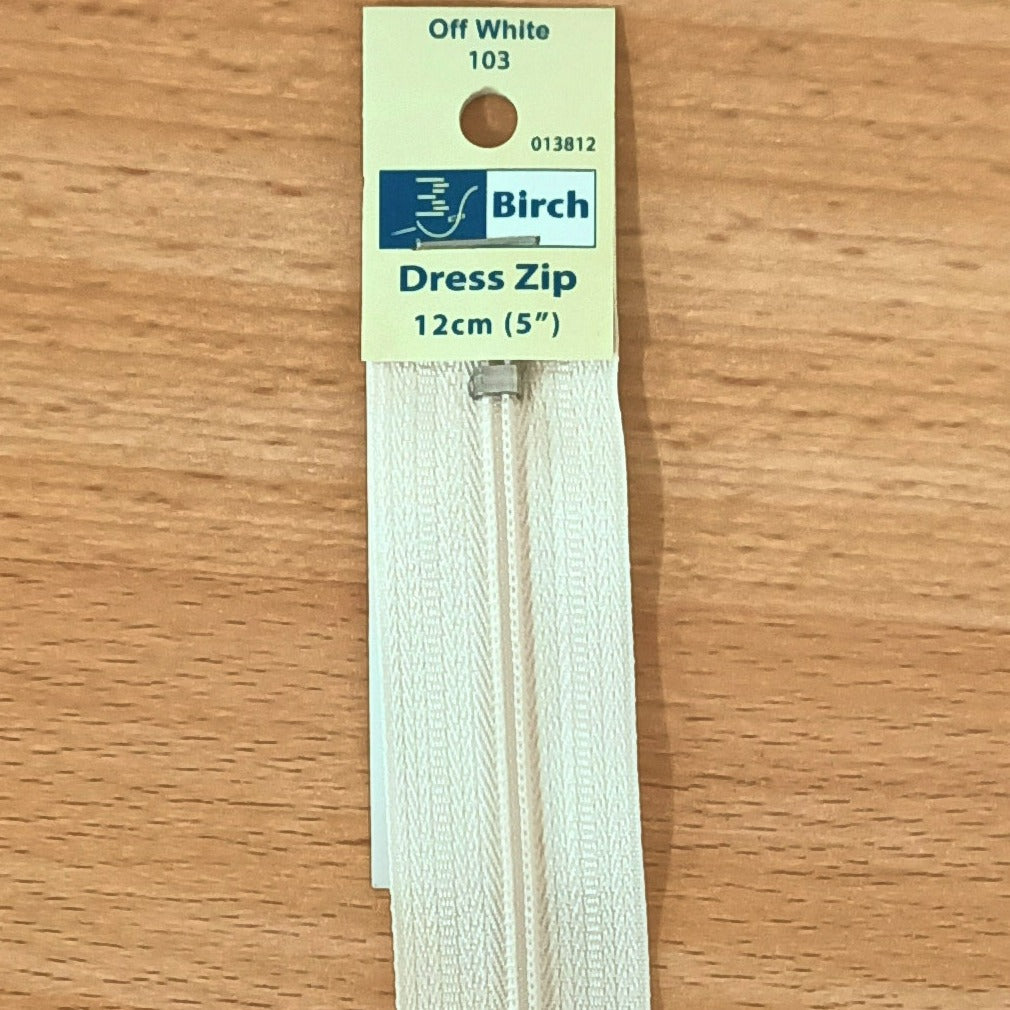 Off White
103
013812
Birch
Dress Zip
12cm (5”)